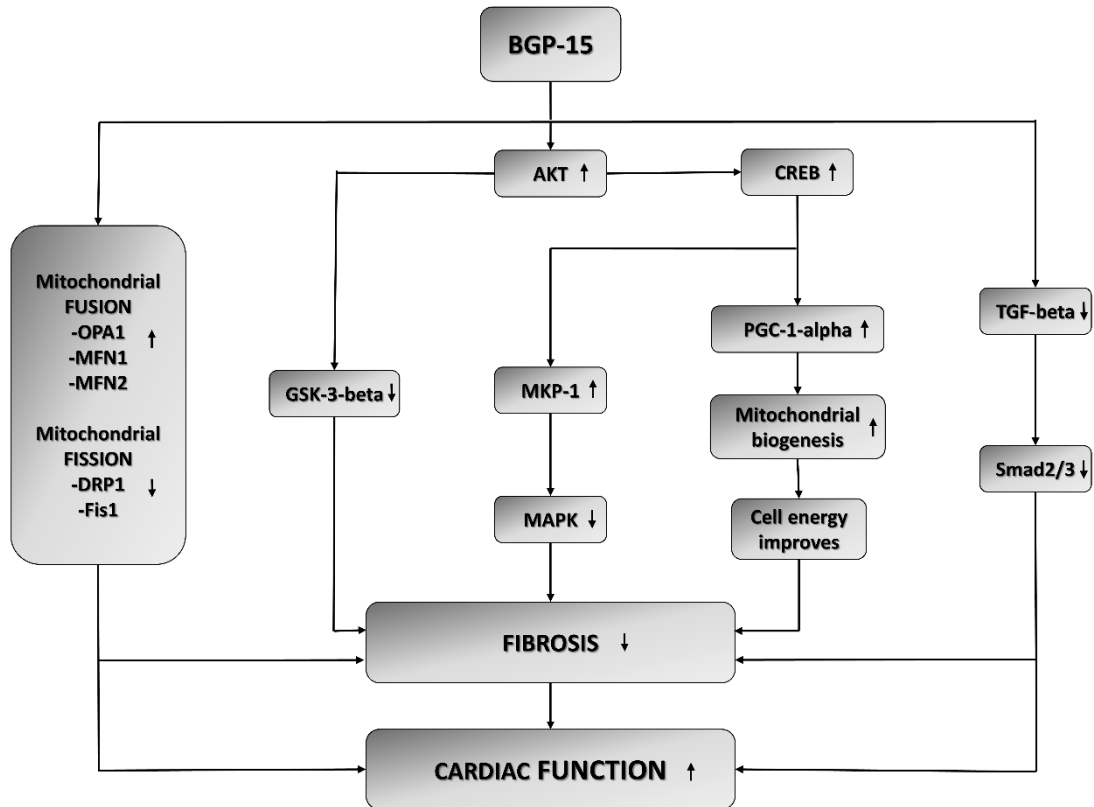 BGP-15
AKT ↑
CREB ↑
Mitochondrial
FUSION
-OPA1 ↑
-MFN1
-MFN2
Mitochondrial
FISSION
-DRP1 ↓
-Fis1
GSK-3-beta ↓
MKP-1 ↑
MAPK ↓
PGC-1-alpha ↑
Mitochondrial
biogenesis ↑
Cell energy
improves
TGF-beta ↓
Smad2/3 ↓
FIBROSIS ↓
CARDIAC FUNCTION ↑